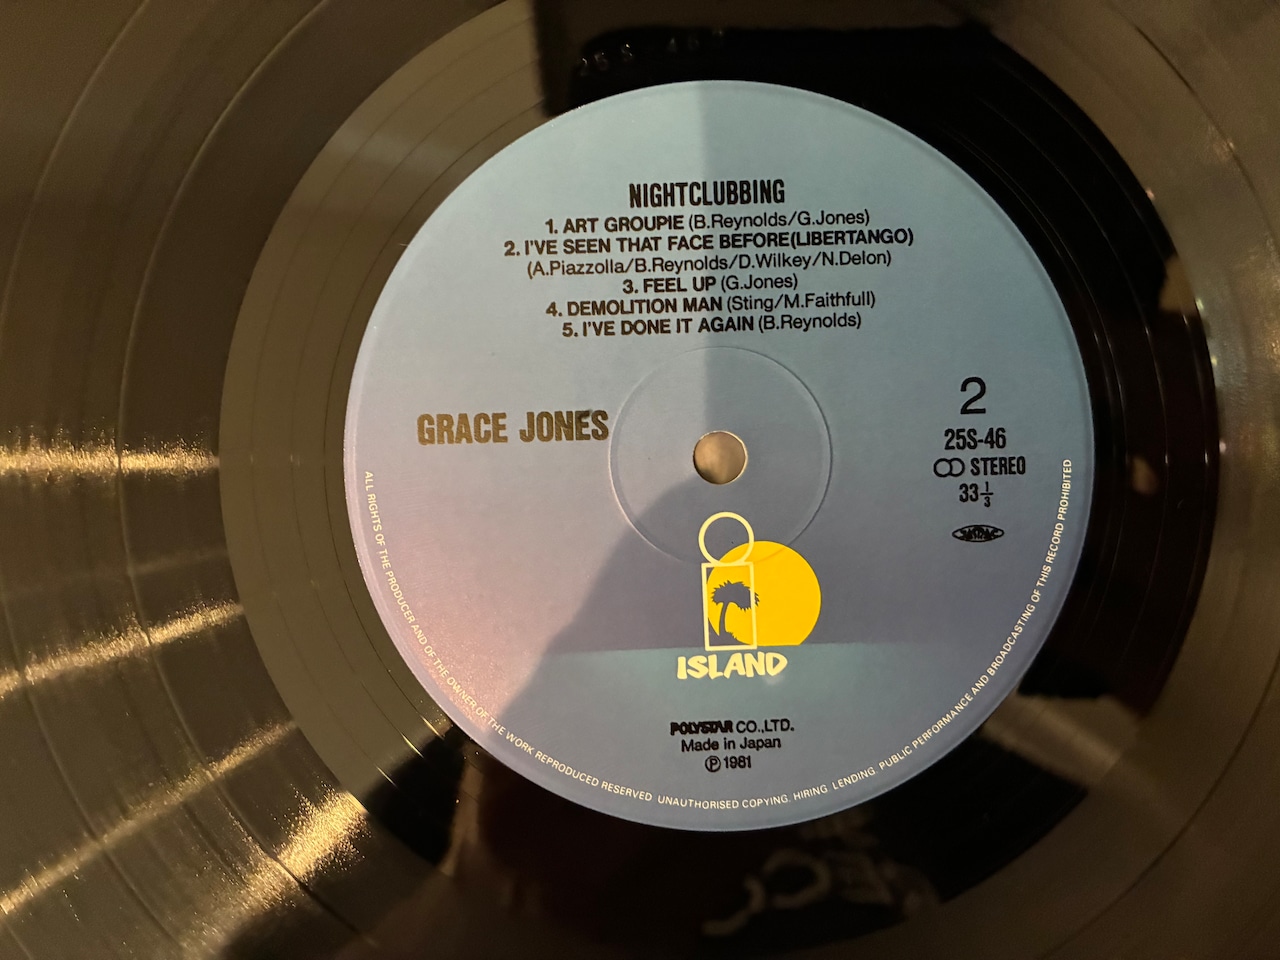 NIGHTCLUBBING
1. ART GROUPIE (B.Reynolds/G.Jones)
2. I'VE SEEN THAT FACE BEFORE(LIBERTANGO)
(A.Piazzolla/B.Reynolds/D.Wilkey/N.Delon)
3. FEEL UP (G.Jones)
4. DEMOLITION MAN (Sting/M.Faithfull)
5. I'VE DONE IT AGAIN (B.Reynolds)
GRACE JONES
2
25S-46
STEREO
33 1/3
ISLAND
POLYSTAR CO.,LTD.
Made in Japan
Ⓟ 1981
ALL RIGHTS OF THE PRODUCER AND OF THE OWNER OF THE WORK REPRODUCED RESERVED UNAUTHORISED COPYING, HIRING, LENDING, PUBLIC PERFORMANCE AND BROADCASTING OF THIS RECORD PROHIBITED